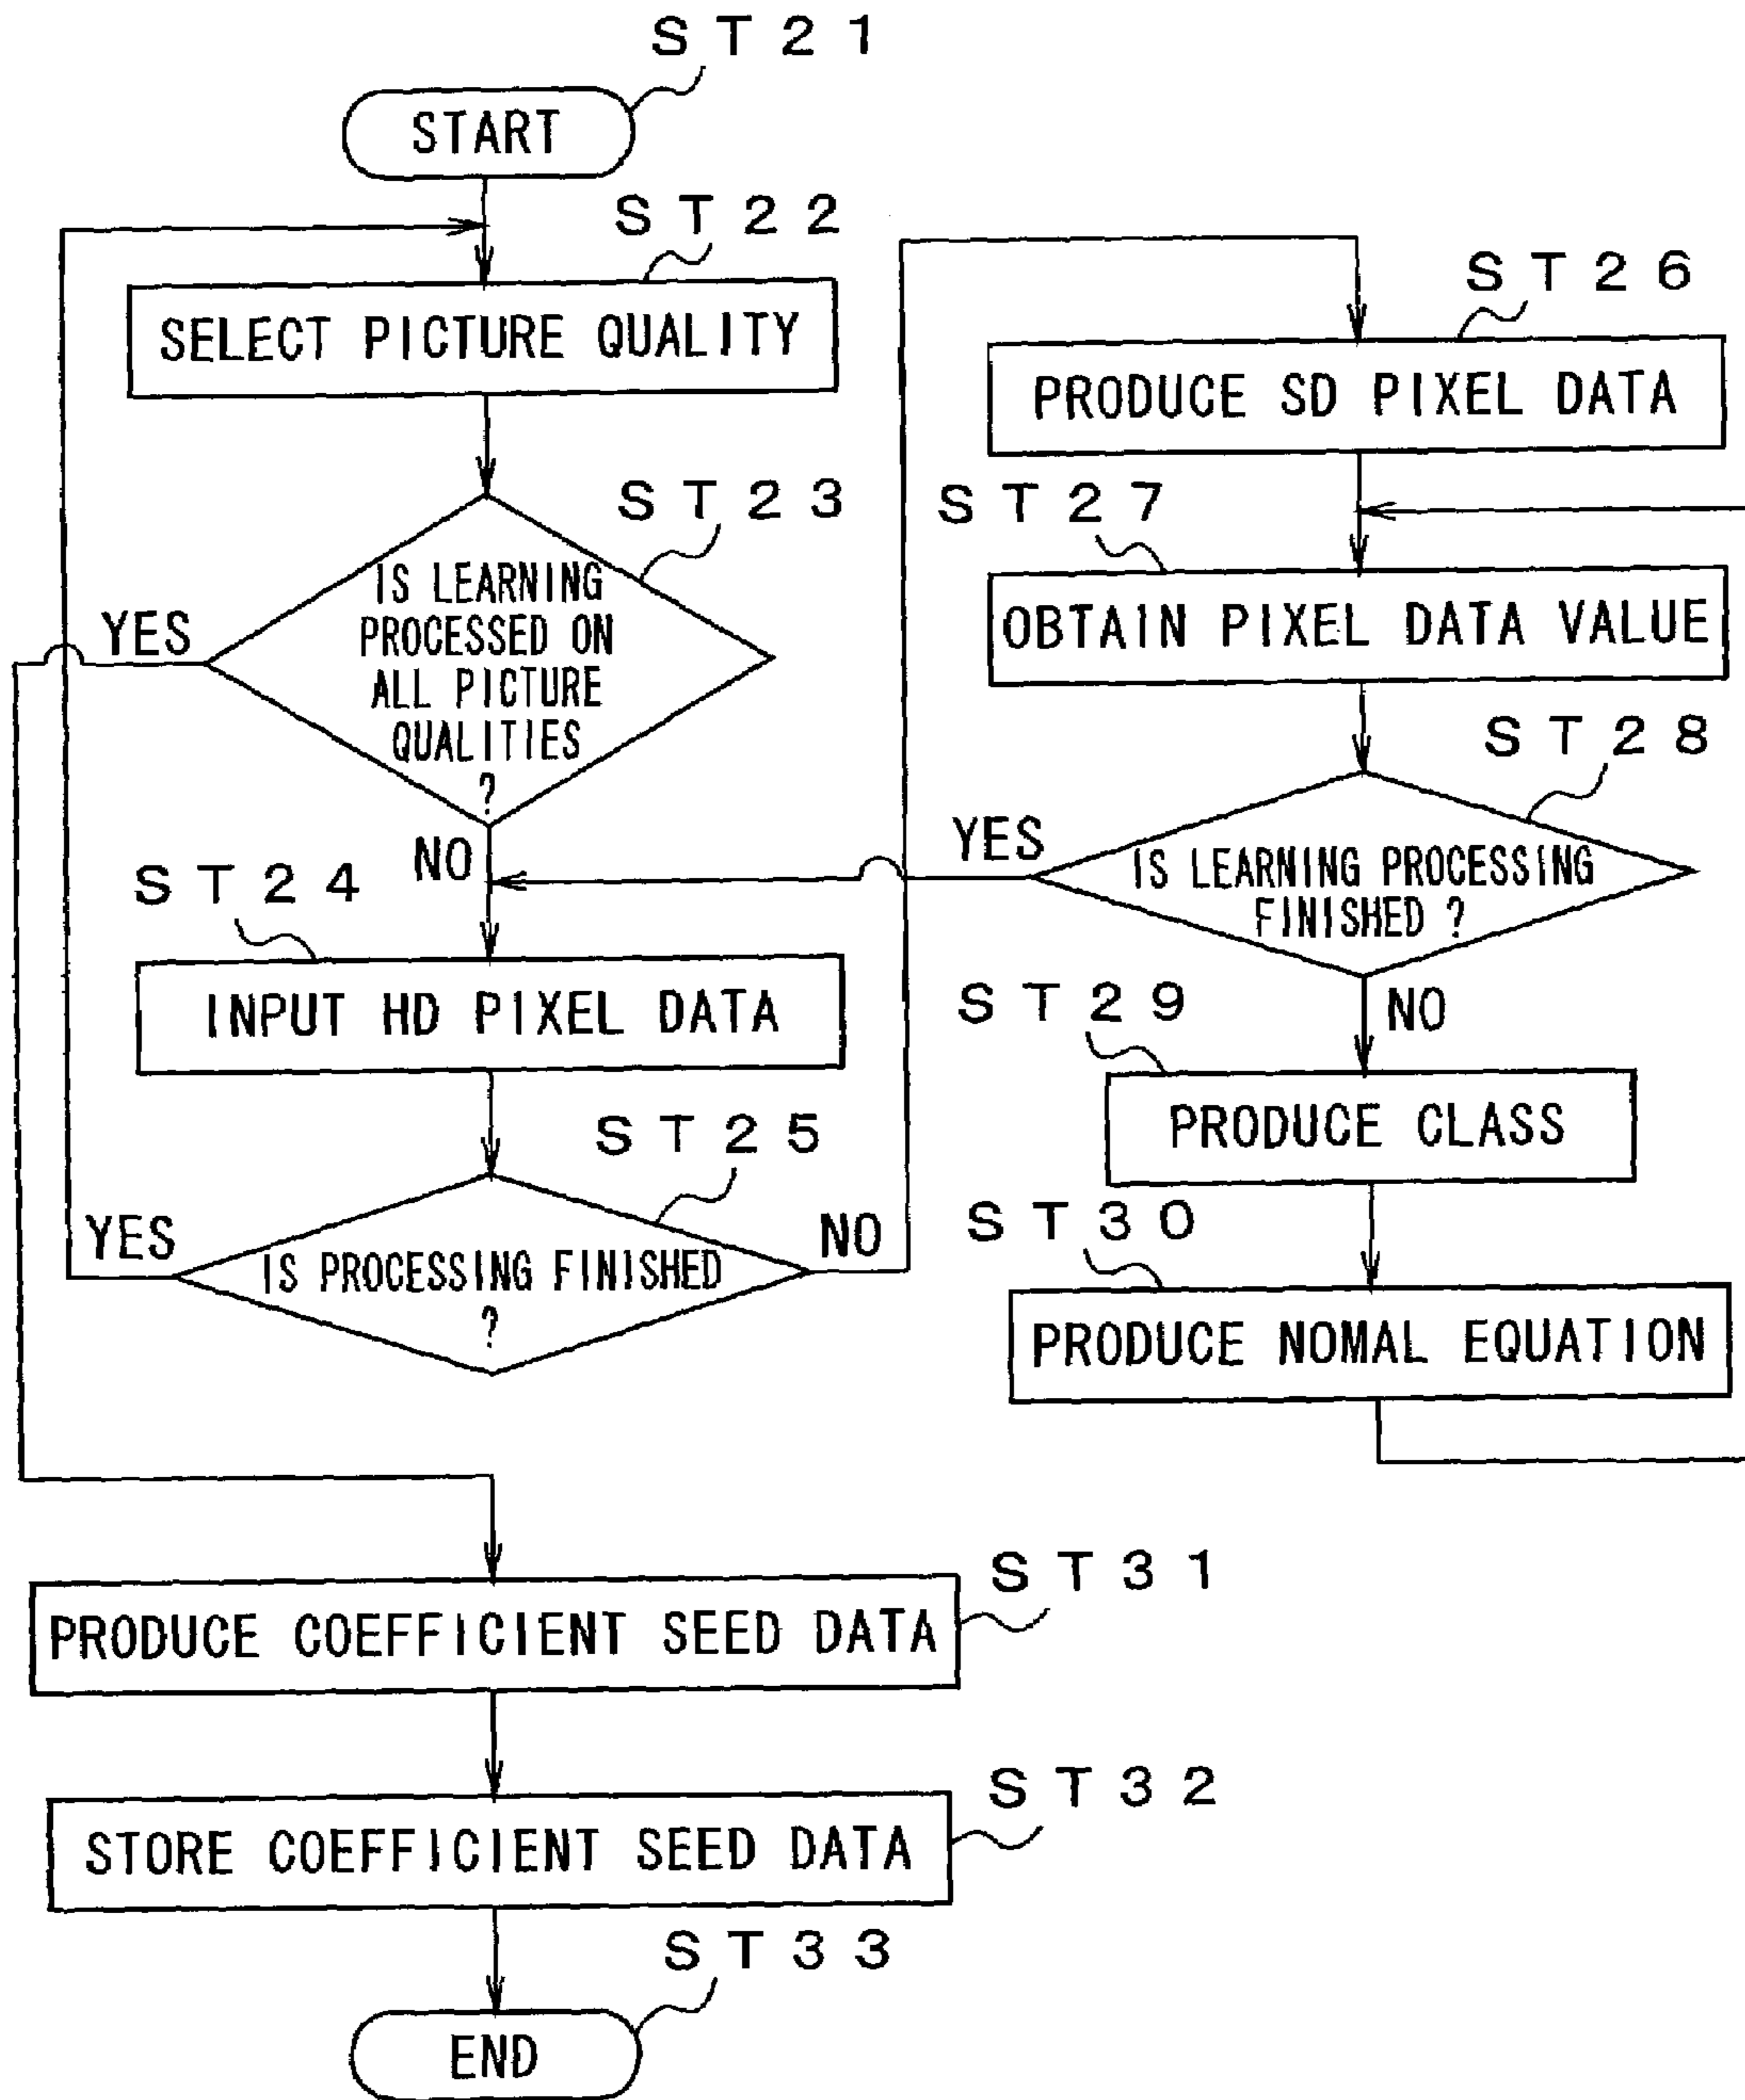 ST21
START
ST22
SELECT PICTURE QUALITY
ST23
IS LEARNING
PROCESSED ON
ALL PICTURE
QUALITIES
?
YES
NO
ST24
INPUT HD PIXEL DATA
ST25
IS PROCESSING FINISHED
?
YES
NO
ST26
PRODUCE SD PIXEL DATA
ST27
OBTAIN PIXEL DATA VALUE
ST28
IS LEARNING PROCESSING
FINISHED ?
YES
NO
ST29
PRODUCE CLASS
ST30
PRODUCE NOMAL EQUATION
ST31
PRODUCE COEFFICIENT SEED DATA
ST32
STORE COEFFICIENT SEED DATA
ST33
END